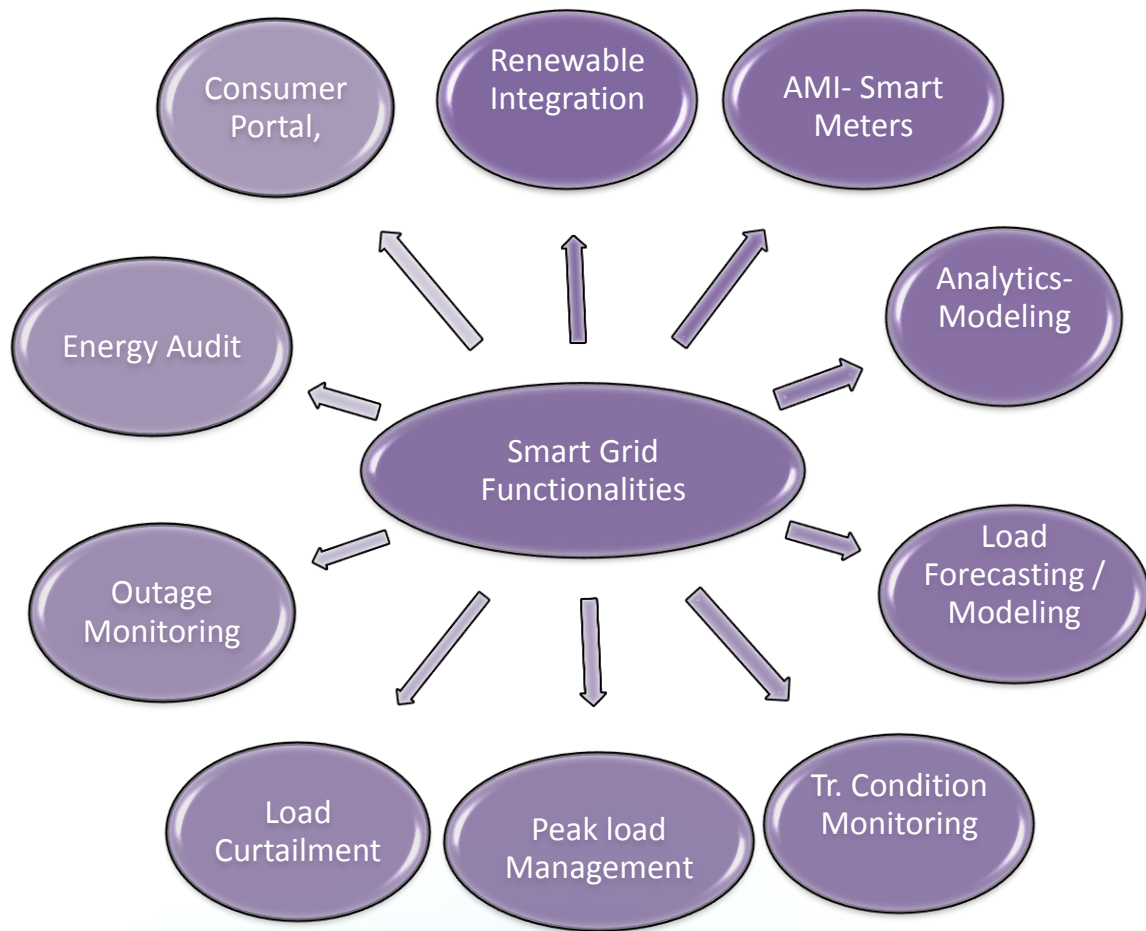 Consumer
Portal,
Renewable
Integration
AMI- Smart
Meters
Analytics-
Modeling
Energy Audit
Smart Grid
Functionalities
Load
Forecasting /
Modeling
Outage
Monitoring
Load
Curtailment
Peak load
Management
Tr. Condition
Monitoring